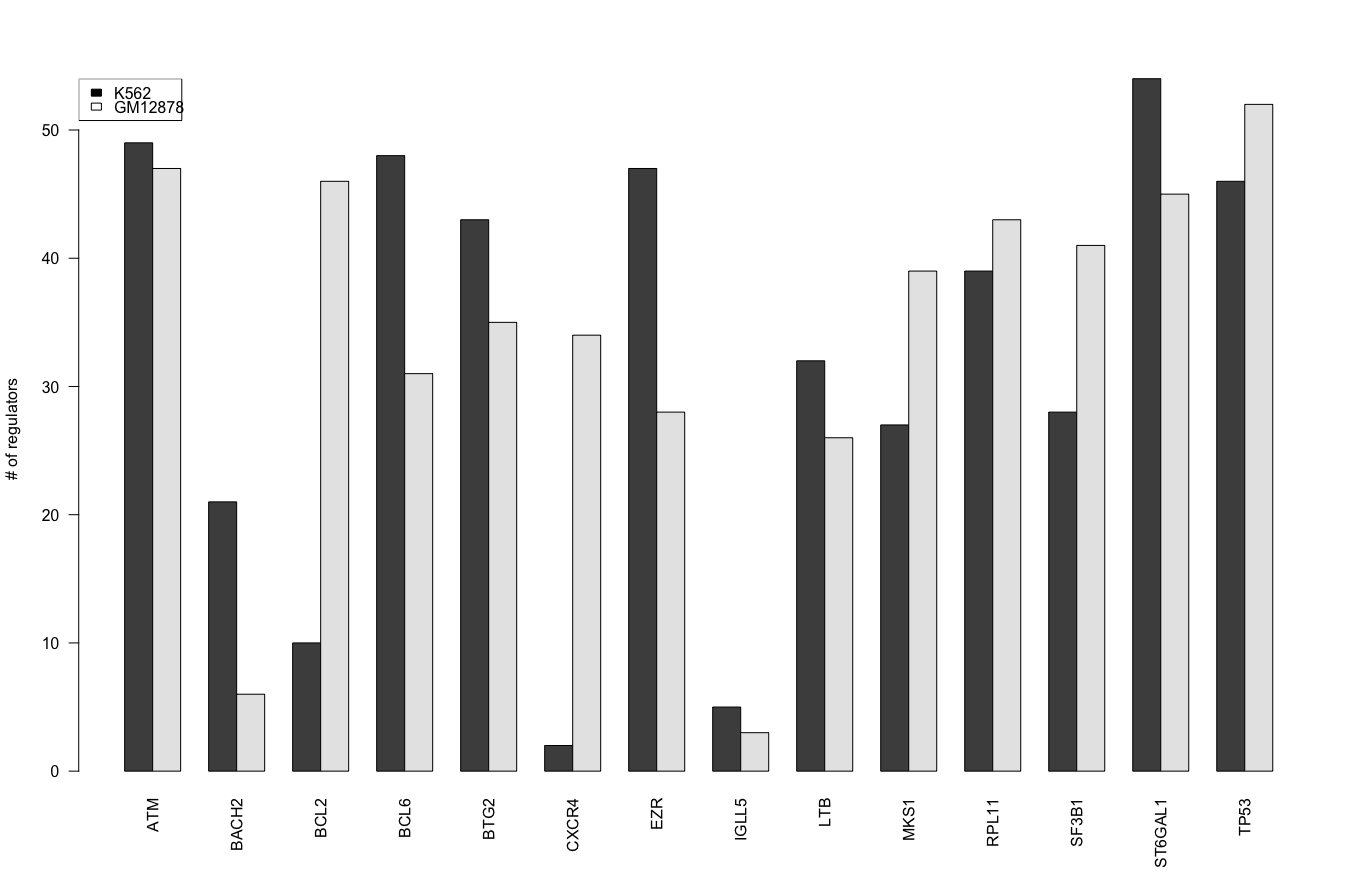 K562
GM12878
50
40
30
20
10
0
# of regulators
ATM
BACH2
BCL2
BCL6
BTG2
CXCR4
EZR
IGLL5
LTB
MKS1
RPL11
SF3B1
ST6GAL1
TP53